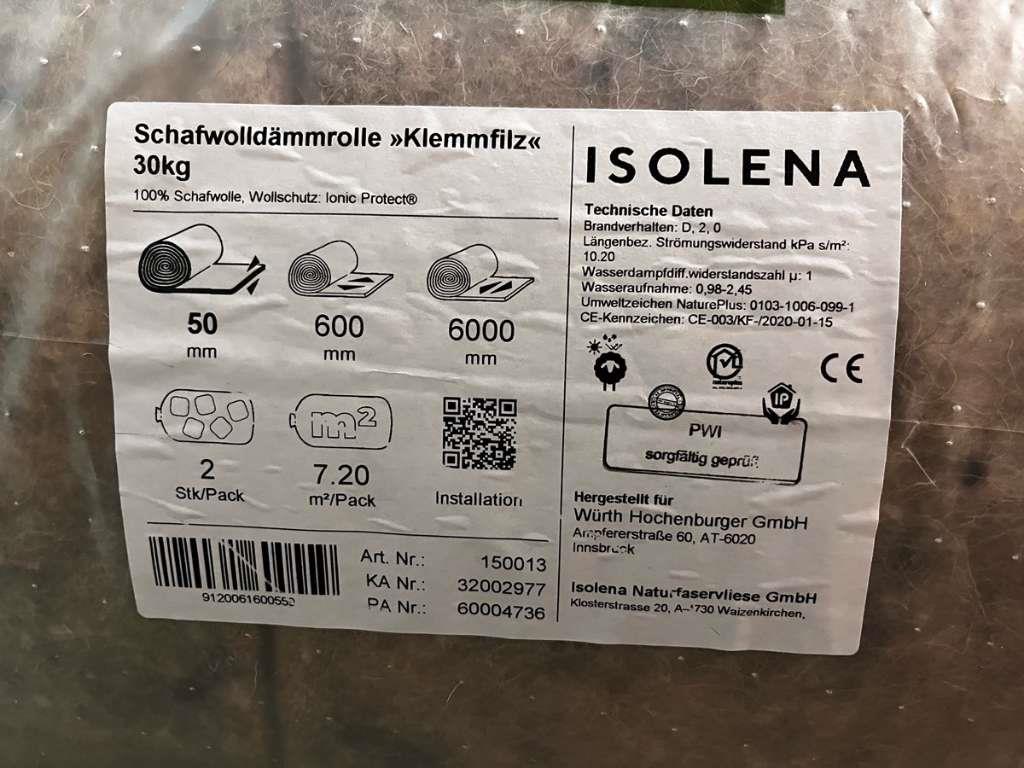 Schafwolldämmrolle »Klemmfilz«
30kg
100% Schafwolle, Wollschutz: Ionic Protect®
50
mm
600
mm
6000
mm
m²
2
Stk/Pack
7.20
m²/Pack
Installation
Art. Nr.: 150013
KA Nr.: 32002977
PA Nr.: 60004736
ISOLENA
Technische Daten
Brandverhalten: D, 2, 0
Längenbez. Strömungswiderstand kPa s/m²:
10.20
Wasserdampfdiff.widerstandszahl µ: 1
Wasseraufnahme: 0,98-2,45
Umweltzeichen NaturePlus: 0103-1006-099-1
CE-Kennzeichen: CE-003/KF-/2020-01-15
CE
IP
PWI
sorgfältig geprüft
Hergestellt für
Würth Hochenburger GmbH
Ampfererstraße 60, AT-6020
Innsbruck
Isolena Naturfaservliese GmbH
Klosterstrasse 20, Waizenkirchen,